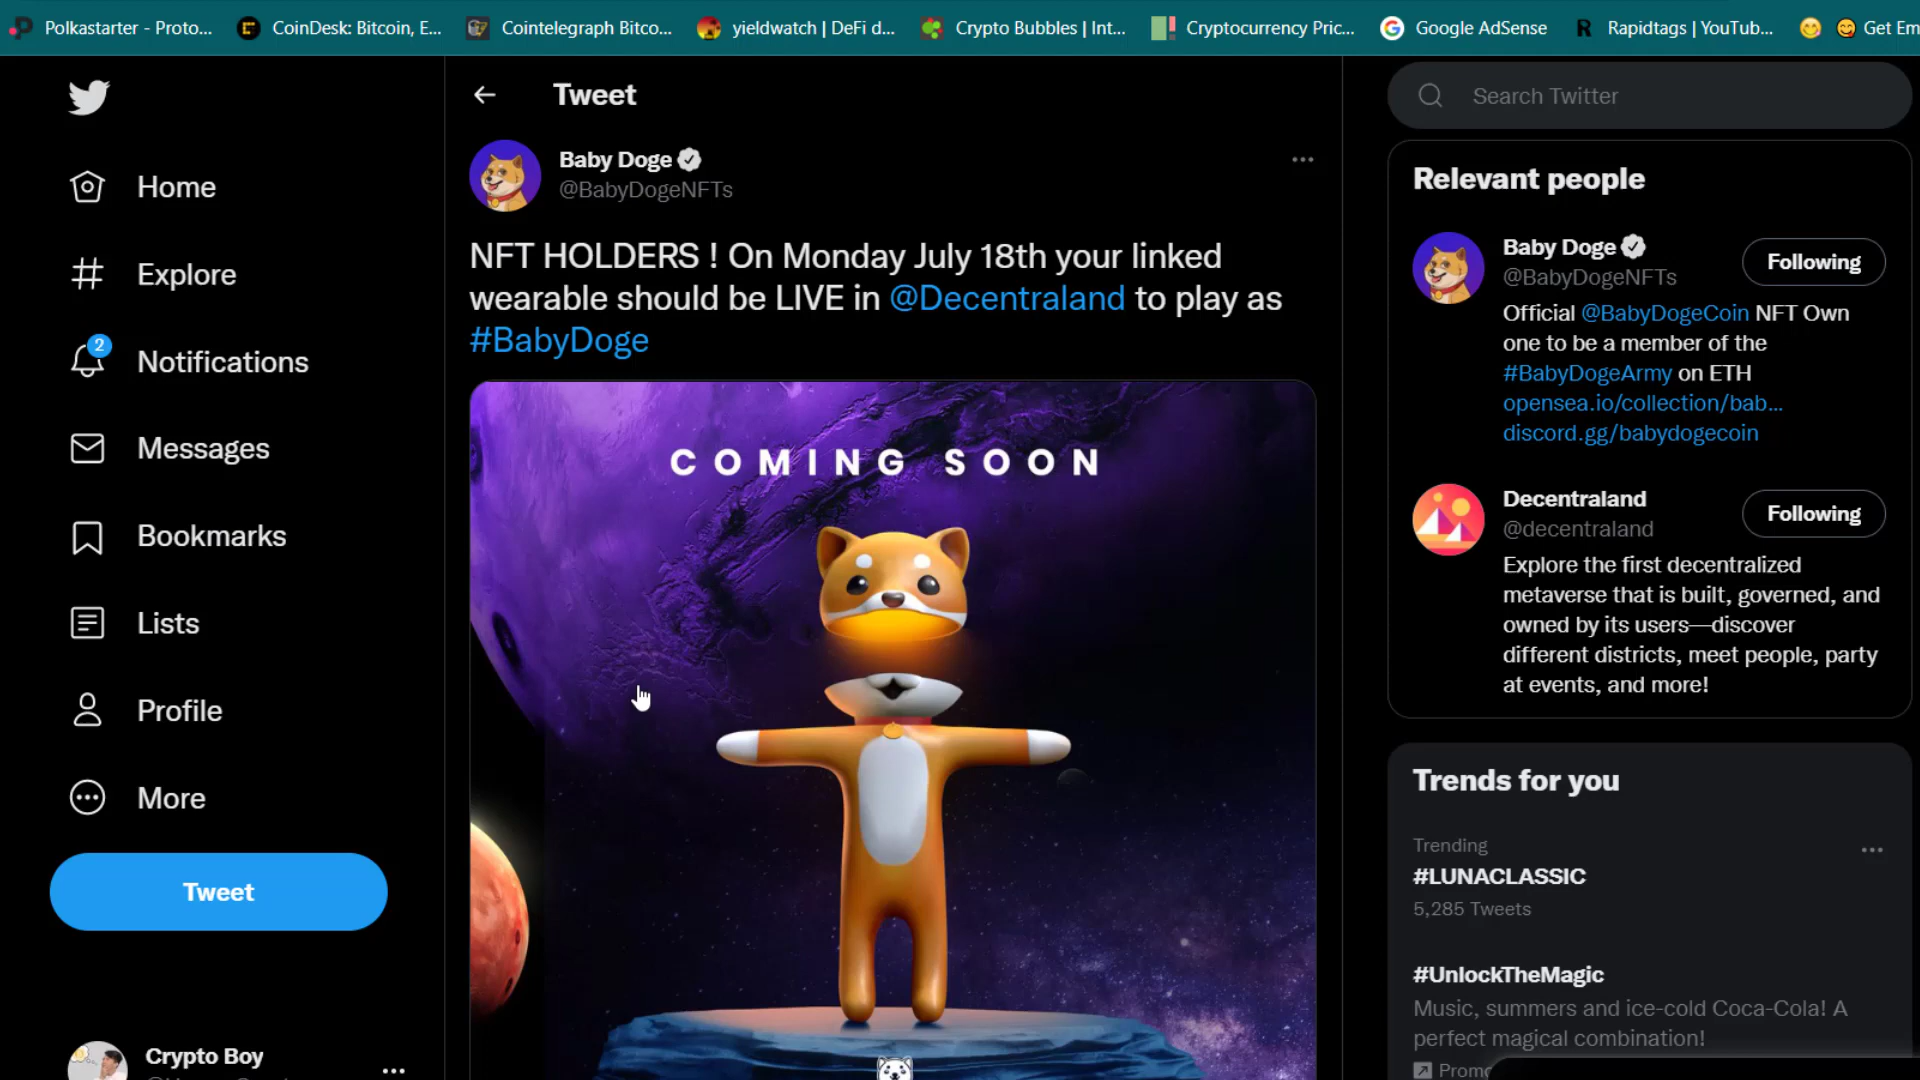 Polkastarter - Proto...
CoinDesk: Bitcoin, E...
Cointelegraph Bitco...
yieldwatch | DeFi d...
Crypto Bubbles | Int...
Cryptocurrency Pric...
Google AdSense
Rapidtags | YouTub...
Get Em
Home
Explore
2
Notifications
Messages
Bookmarks
Lists
Profile
More
Tweet
Crypto Boy
Tweet
Baby Doge
@BabyDogeNFTs
NFT HOLDERS ! On Monday July 18th your linked
wearable should be LIVE in @Decentraland to play as
#BabyDoge
COMING SOON
Search Twitter
Relevant people
Baby Doge
Following
@BabyDogeNFTs
Official @BabyDogeCoin NFT Own
one to be a member of the
#BabyDogeArmy on ETH
opensea.io/collection/bab...
discord.gg/babydogecoin
Decentraland
Following
@decentraland
Explore the first decentralized
metaverse that is built, governed, and
owned by its users—discover
different districts, meet people, party
at events, and more!
Trends for you
Trending
#LUNACLASSIC
5,285 Tweets
#UnlockTheMagic
Music, summers and ice-cold Coca-Cola! A
perfect magical combination!